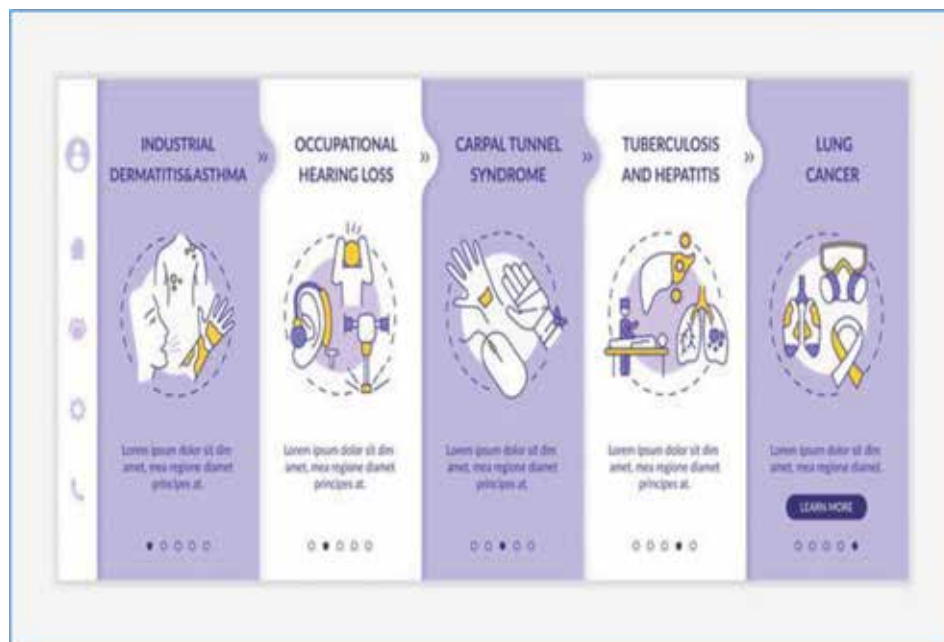 INDUSTRIAL
DERMATITIS&ASTHMA
»
OCCUPATIONAL
HEARING LOSS
»
CARPAL TUNNEL
SYNDROME
»
TUBERCULOSIS
AND HEPATITIS
»
LUNG
CANCER
Lorem ipsum dolor sit dim
amet, mea regione diamet
principes at.
Lorem ipsum dolor sit dim
amet, mea regione diamet
principes at.
Lorem ipsum dolor sit dim
amet, mea regione diamet
principes at.
Lorem ipsum dolor sit dim
amet, mea regione diamet
principes at.
Lorem ipsum dolor sit dim
amet, mea regione diamet.
LEARN MORE